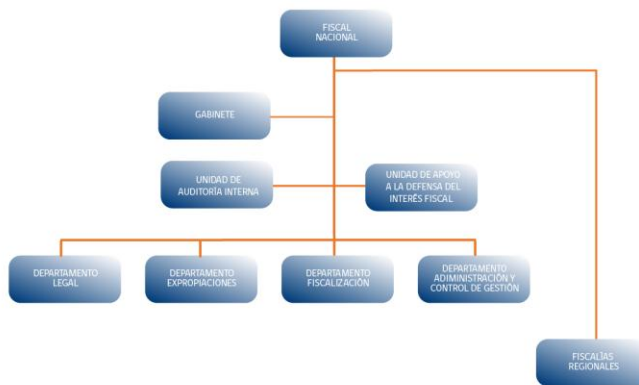 FISCAL
NACIONAL
GABINETE
UNIDAD DE
AUDITORÍA INTERNA
UNIDAD DE APOYO
A LA DEFENSA DEL
INTERÉS FISCAL
DEPARTAMENTO
LEGAL
DEPARTAMENTO
EXPROPIACIONES
DEPARTAMENTO
FISCALIZACIÓN
DEPARTAMENTO
ADIMINISTRACIÓN Y
CONTROL DE GESTIÓN
FISCALÍAS
REGIONALES